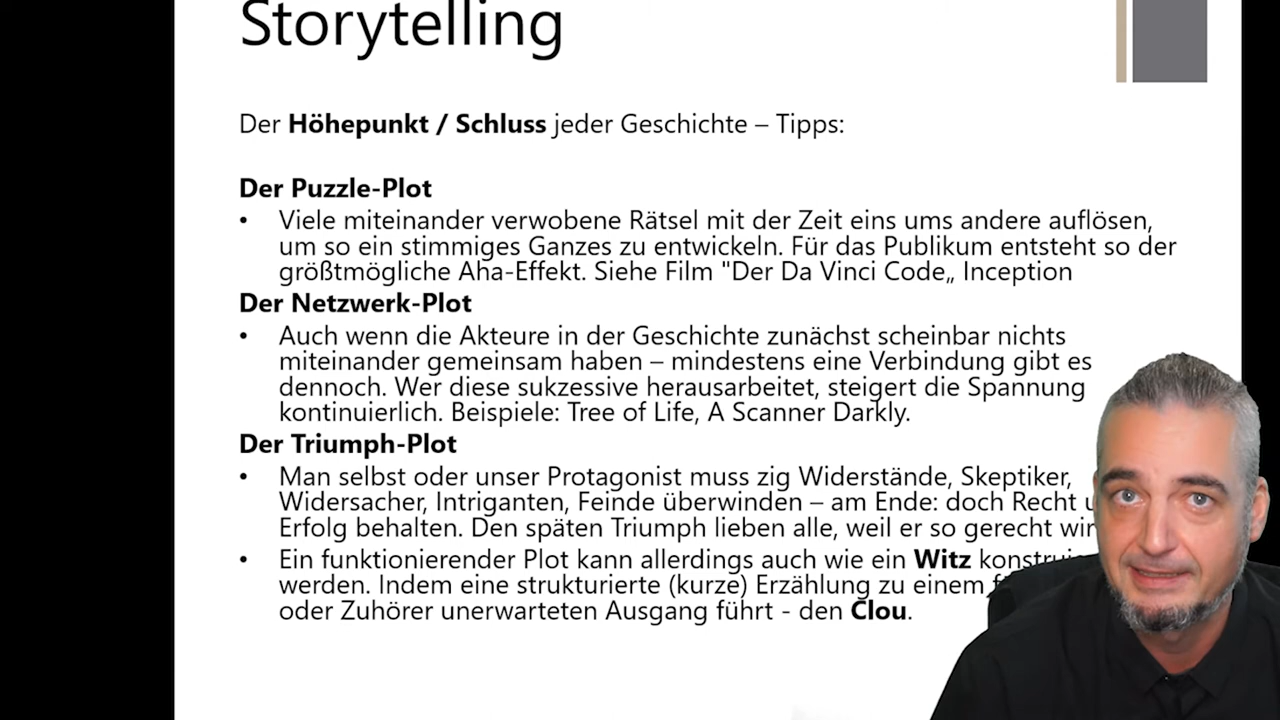 Storytelling
Der Höhepunkt / Schluss jeder Geschichte – Tipps:
Der Puzzle-Plot
• Viele miteinander verwobene Rätsel mit der Zeit eins ums andere auflösen,
um so ein stimmiges Ganzes zu entwickeln. Für das Publikum entsteht so der
größtmögliche Aha-Effekt. Siehe Film "Der Da Vinci Code„ Inception
Der Netzwerk-Plot
• Auch wenn die Akteure in der Geschichte zunächst scheinbar nichts
miteinander gemeinsam haben – mindestens eine Verbindung gibt es
dennoch. Wer diese sukzessive herausarbeitet, steigert die Spannung
kontinuierlich. Beispiele: Tree of Life, A Scanner Darkly.
Der Triumph-Plot
• Man selbst oder unser Protagonist muss zig Widerstände, Skeptiker,
Widersacher, Intriganten, Feinde überwinden – am Ende: doch Recht
Erfolg behalten. Den späten Triumph lieben alle, weil er so gerecht
• Ein funktionierender Plot kann allerdings auch wie ein Witz
werden. Indem eine strukturierte (kurze) Erzählung zu einem
oder Zuhörer unerwarteten Ausgang führt - den Clou.